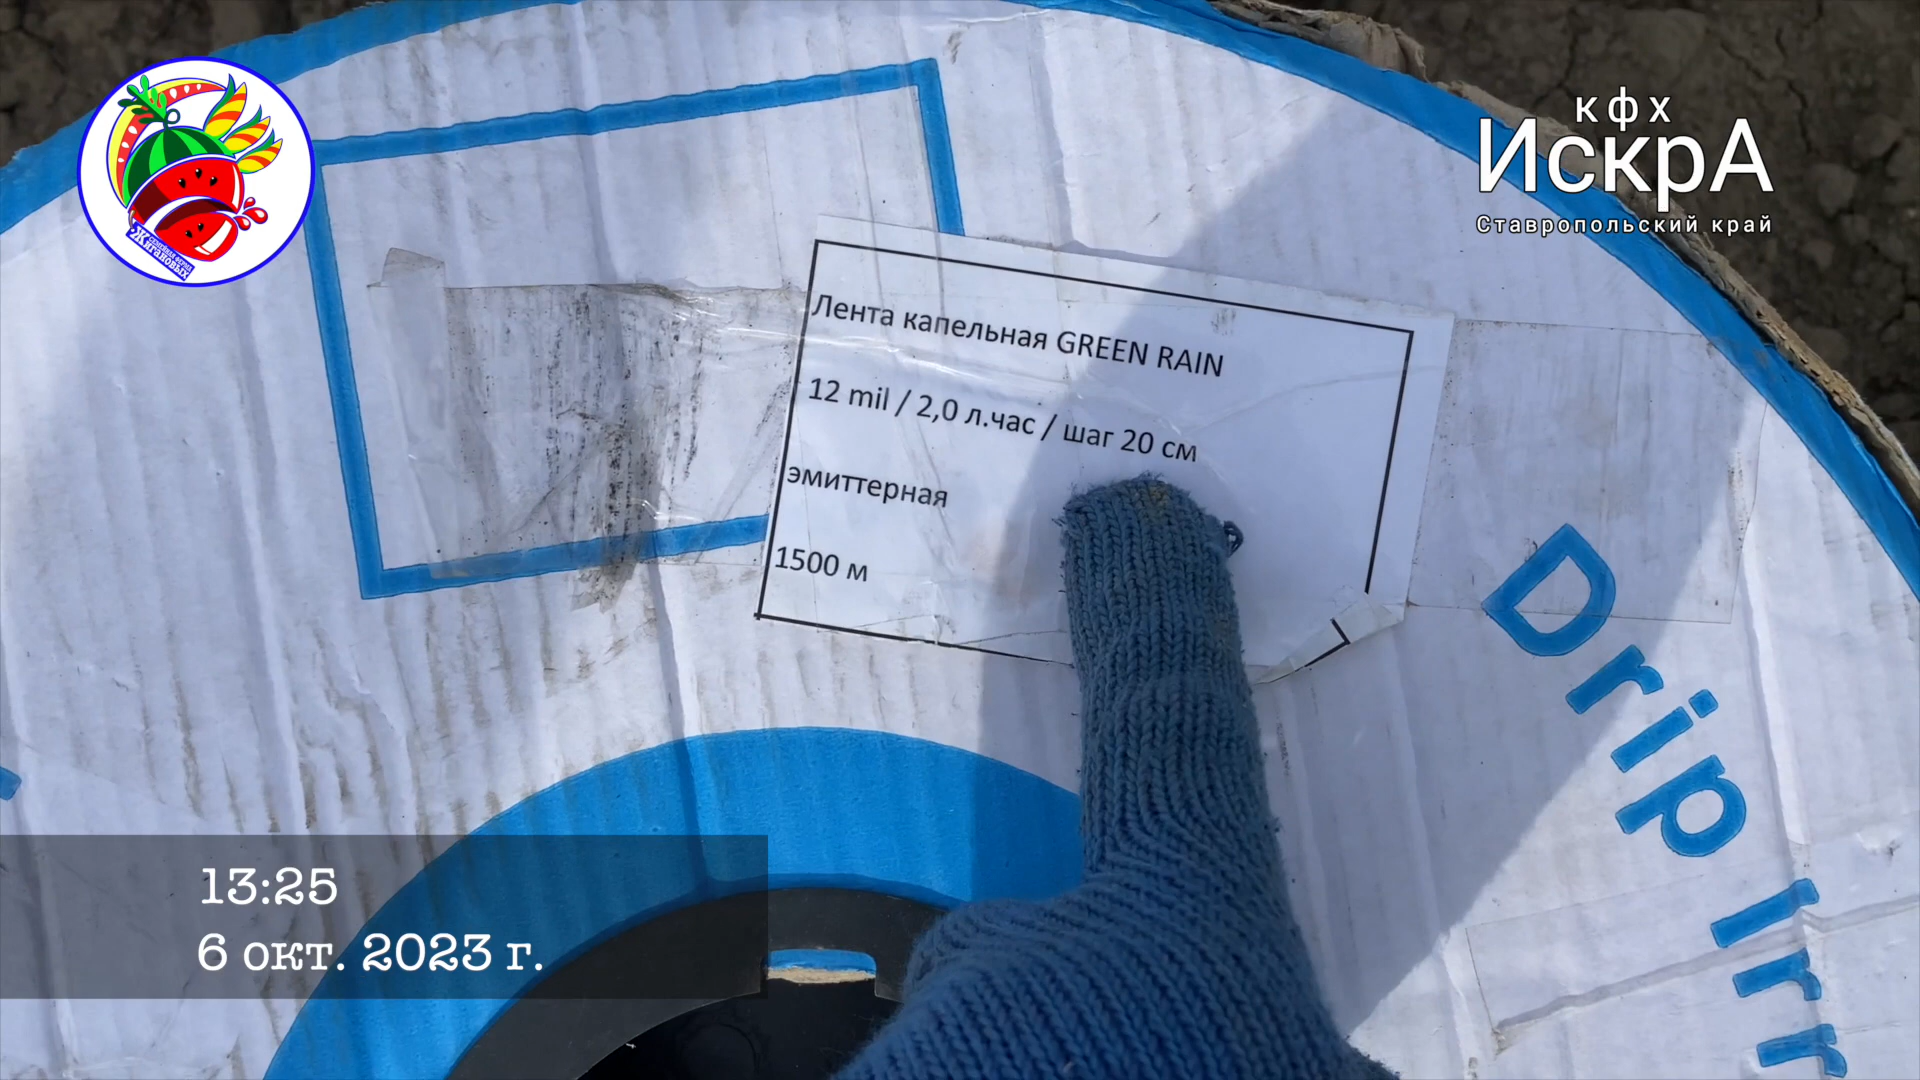 кфх
ИскрА
Ставропольский край
Жигановых
Лента капельная GREEN RAIN
12 mil / 2,0 л.час / шаг 20 см
эмиттерная
1500 м
Drip Irr
13:25
6 окт. 2023 г.